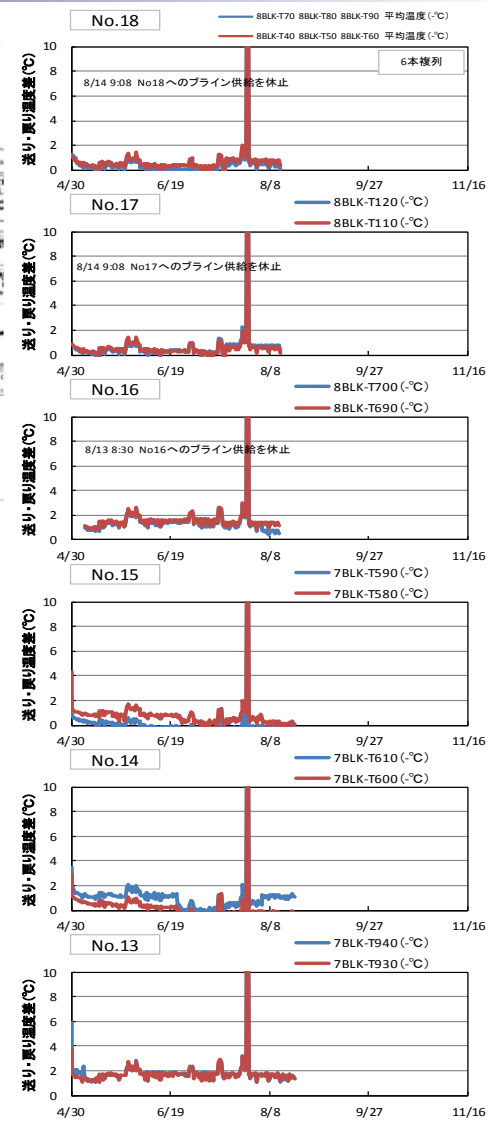 No.18
8BLK-T70 8BLK-T80 8BLK-T90 平均温度(-℃)
8BLK-T40 8BLK-T50 8BLK-T60 平均温度(-℃)
6本複列
送り・戻り温度差(℃)
10
8
6
4
2
0
8/14 9:08 No18へのブライン供給を休止
4/30 6/19 8/8 9/27 11/16
No.17
8BLK-T120(-℃)
8BLK-T110(-℃)
送り・戻り温度差(℃)
10
8
6
4
2
0
8/14 9:08 No17へのブライン供給を休止
4/30 6/19 8/8 9/27 11/16
No.16
8BLK-T700(-℃)
8BLK-T690(-℃)
送り・戻り温度差(℃)
10
8
6
4
2
0
8/13 8:30 No16へのブライン供給を休止
4/30 6/19 8/8 9/27 11/16
No.15
7BLK-T590(-℃)
7BLK-T580(-℃)
送り・戻り温度差(℃)
10
8
6
4
2
0
4/30 6/19 8/8 9/27 11/16
No.14
7BLK-T610(-℃)
7BLK-T600(-℃)
送り・戻り温度差(℃)
10
8
6
4
2
0
4/30 6/19 8/8 9/27 11/16
No.13
7BLK-T940(-℃)
7BLK-T930(-℃)
送り・戻り温度差(℃)
10
8
6
4
2
0
4/30 6/19 8/8 9/27 11/16